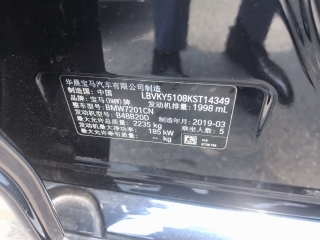 华晨宝马汽车有限公司制造
制造国：中国 LBVKY5108KST14349
品牌：宝马(BMW)牌 发动机排量：1998 mL
整车型号：BMW7201CN
发动机型号：B48B20D 制造年月：2019-03
最大允许总质量：2235 kg 乘坐人数：5
发动机最大净功率：185 kW
最大允许牵引质量： kg